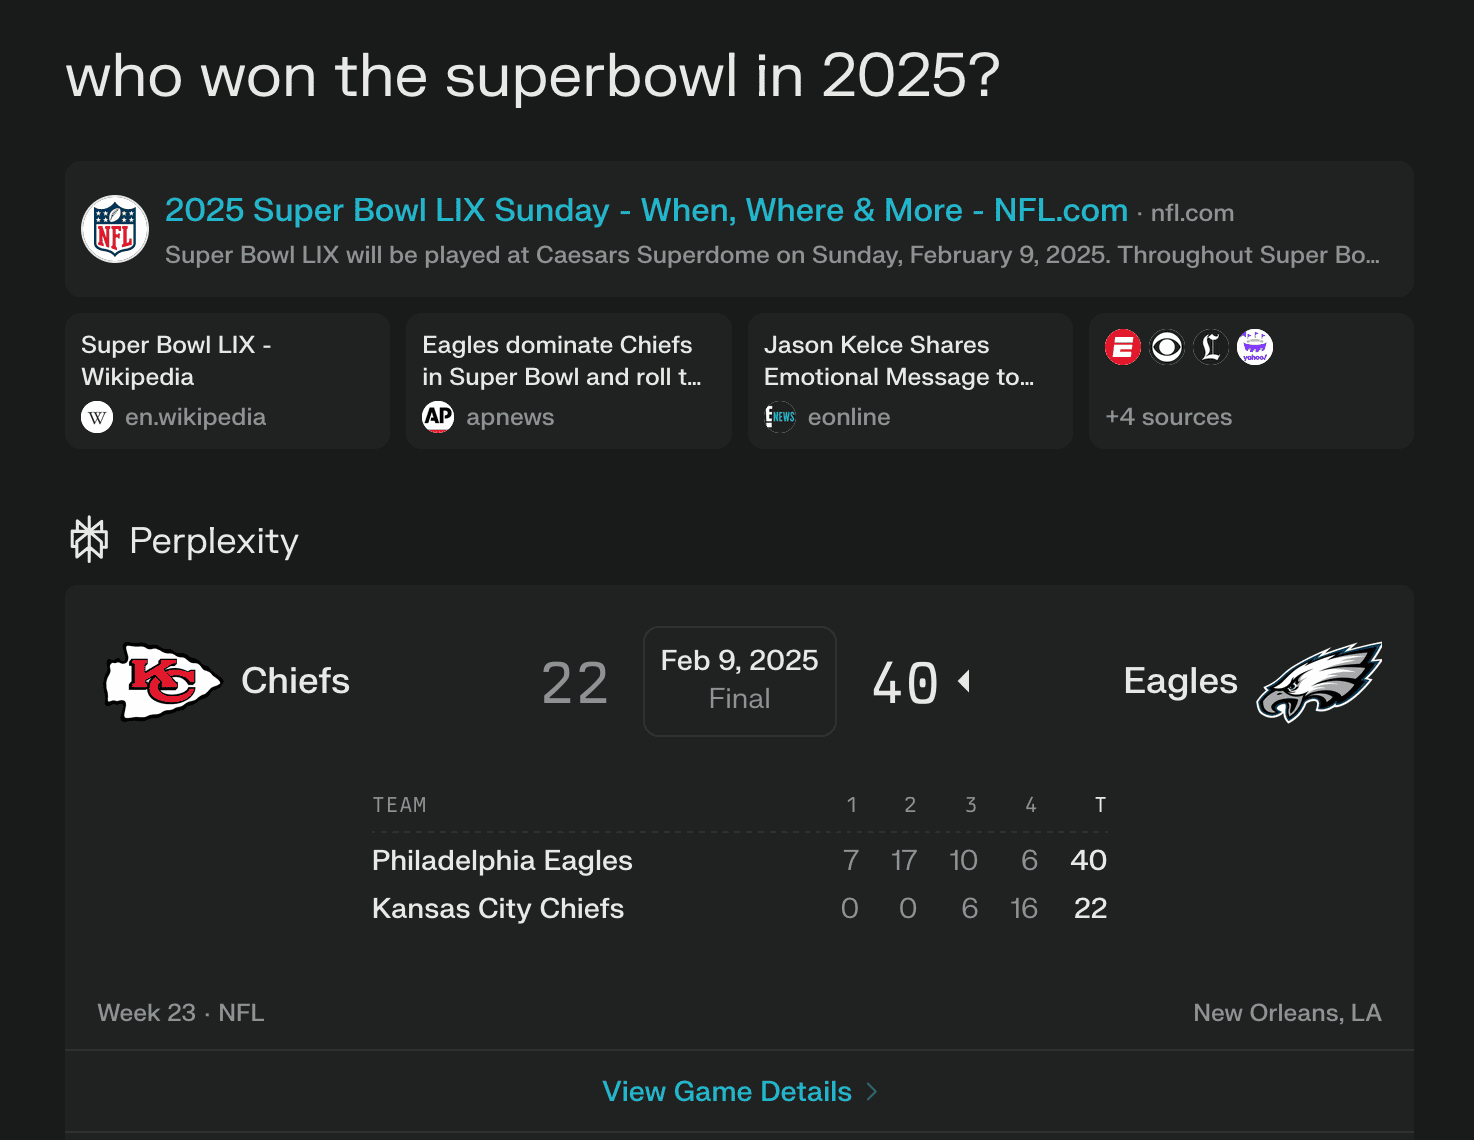 who won the superbowl in 2025?
NFL
2025 Super Bowl LIX Sunday - When, Where & More - NFL.com · nfl.com
Super Bowl LIX will be played at Caesars Superdome on Sunday, February 9, 2025. Throughout Super Bo...
Super Bowl LIX -
Wikipedia
W en.wikipedia
Eagles dominate Chiefs
in Super Bowl and roll t...
AP apnews
Jason Kelce Shares
Emotional Message to...
E NEWS eonline
E L yahoo!
+4 sources
Perplexity
KC Chiefs 22 Feb 9, 2025 40 Eagles
Final
TEAM 1 2 3 4 T
Philadelphia Eagles 7 17 10 6 40
Kansas City Chiefs 0 0 6 16 22
Week 23 · NFL New Orleans, LA
View Game Details >